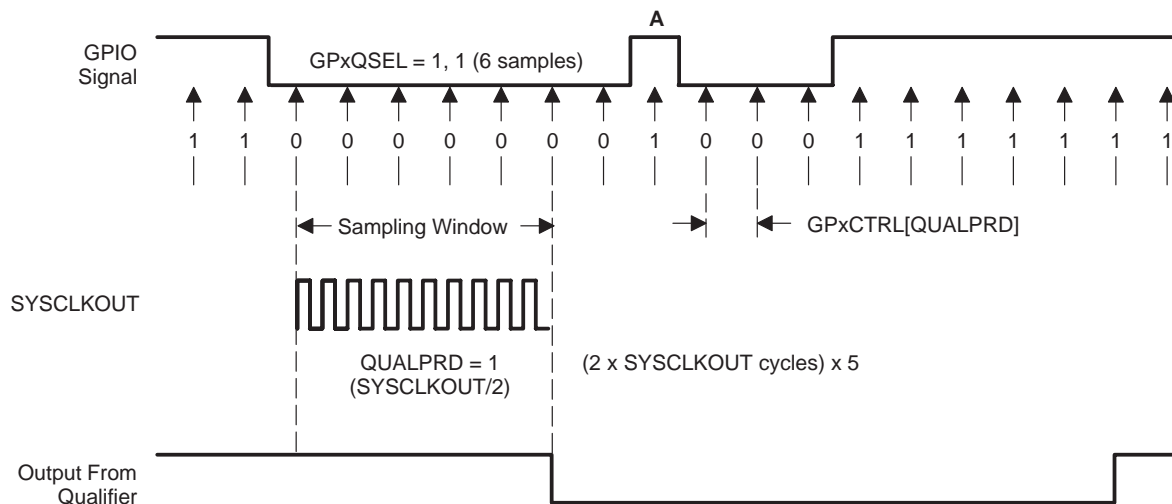 A
GPIO
Signal
GPxQSEL = 1, 1 (6 samples)
1 1 0 0 0 0 0 0 0 1 0 0 0 1 1 1 1 1 1 1
Sampling Window
GPxCTRL[QUALPRD]
SYSCLKOUT
QUALPRD = 1
(SYSCLKOUT/2)
(2 x SYSCLKOUT cycles) x 5
Output From
Qualifier